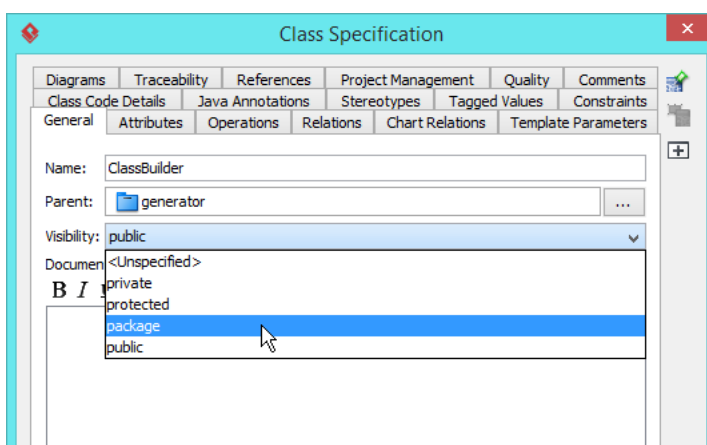 Class Specification
Diagrams Traceability References Project Management Quality Comments
Class Code Details Java Annotations Stereotypes Tagged Values Constraints
General Attributes Operations Relations Chart Relations Template Parameters
Name: ClassBuilder
Parent: generator ...
Visibility: public
Documen <Unspecified>
B I private
protected
package
public